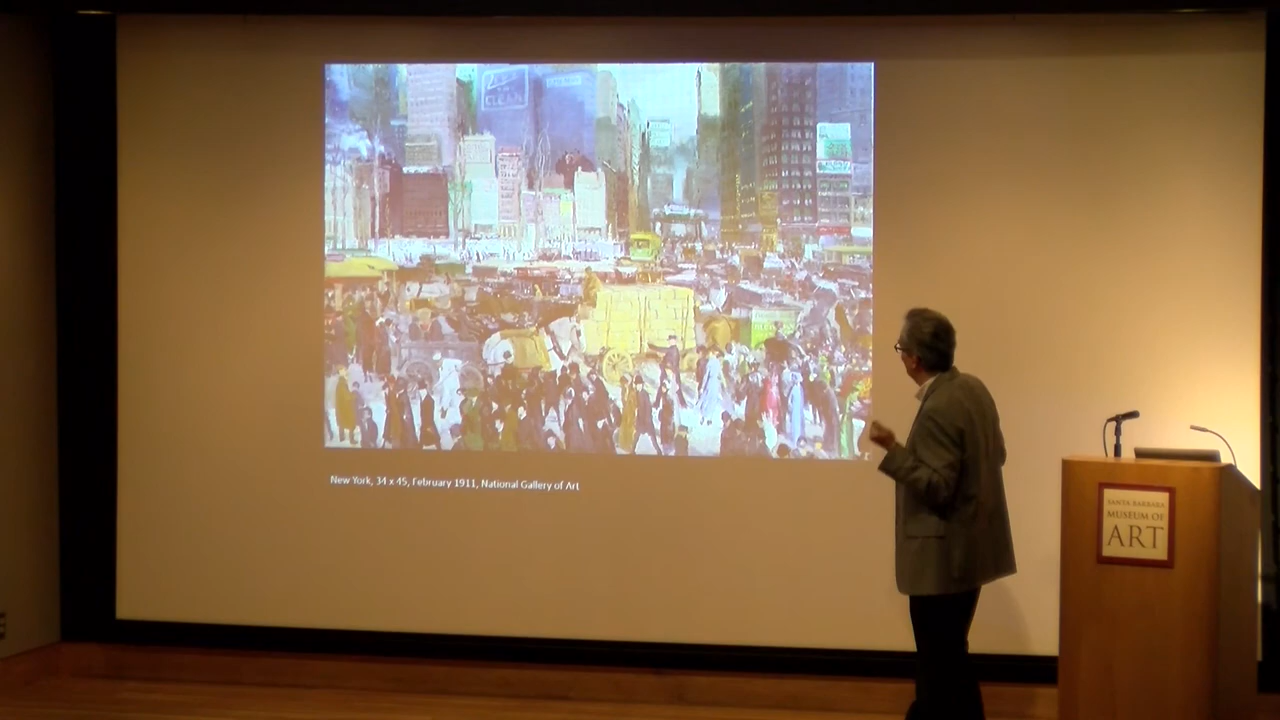 New York, 34 x 45, February 1911, National Gallery of Art
SANTA BARBARA
MUSEUM OF
ART